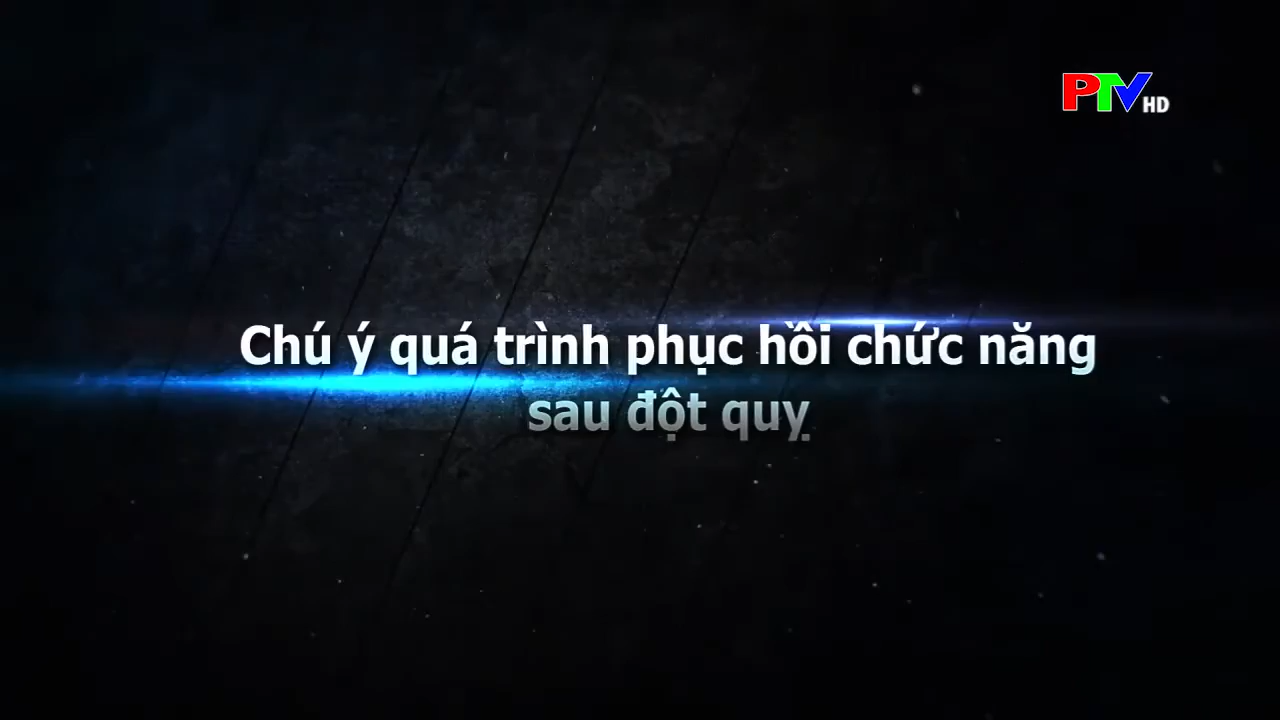 PTV HD
Chú ý quá trình phục hồi chức năng
sau đột quỵ